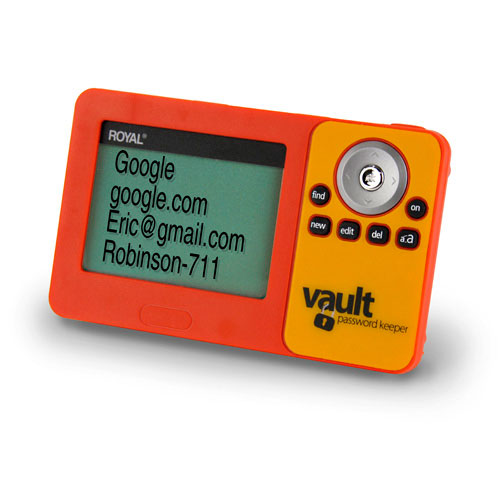 ROYAL®
Google
google.com
Eric@gmail.com
Robinson-711
find
on
new
edit
del
a:a
vault
password keeper